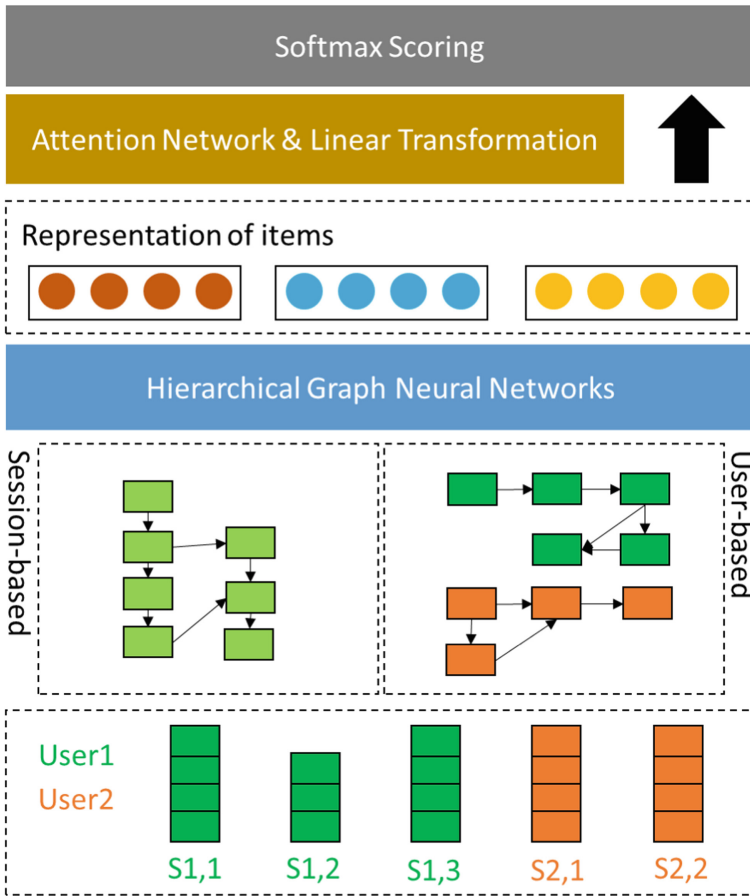 Softmax Scoring
Attention Network & Linear Transformation
Representation of items
Hierarchical Graph Neural Networks
Session-based
User-based
User1
User2
S1,1
S1,2
S1,3
S2,1
S2,2